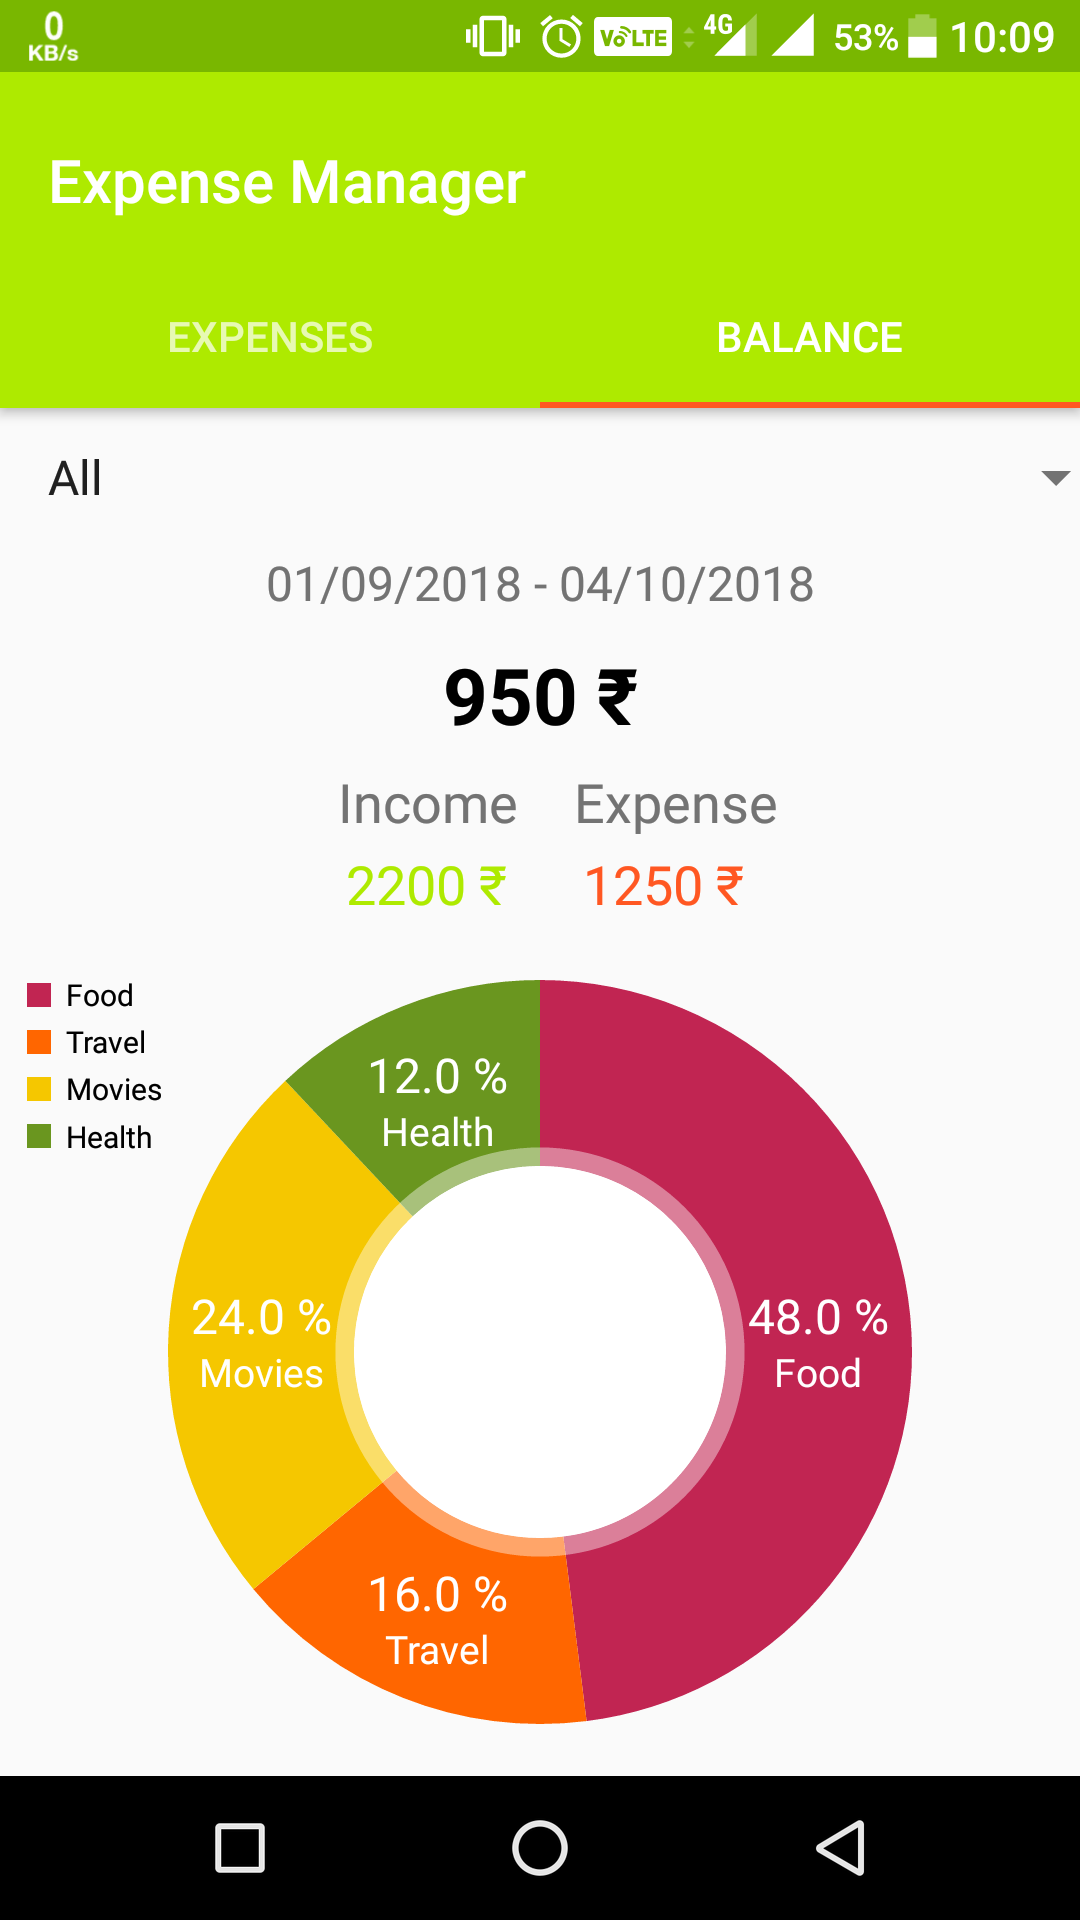 0
KB/s
VoLTE
4G
53%
10:09
Expense Manager
EXPENSES
BALANCE
All
01/09/2018 - 04/10/2018
950 ₹
Income
Expense
2200 ₹
1250 ₹
Food
Travel
Movies
Health
12.0 %
Health
24.0 %
Movies
48.0 %
Food
16.0 %
Travel